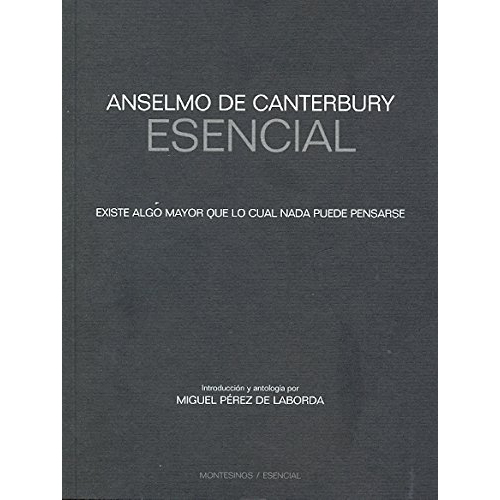 ANSELMO DE CANTERBURY
ESENCIAL
EXISTE ALGO MAYOR QUE LO CUAL NADA PUEDE PENSARSE
Introducción y antología por
MIGUEL PÉREZ DE LABORDA
MONTESINOS / ESENCIAL